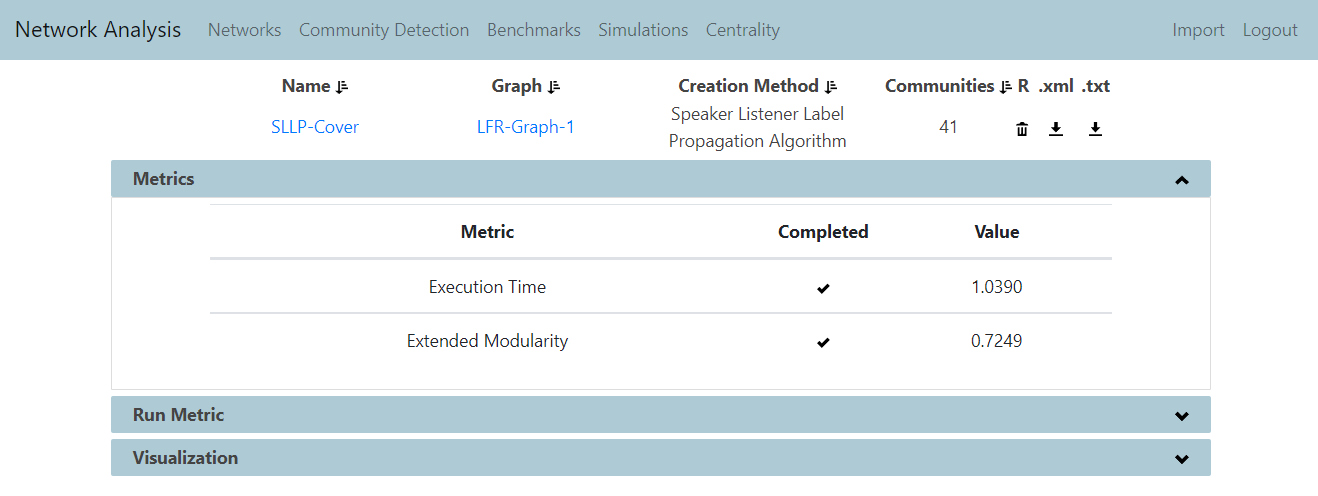 Network Analysis Networks Community Detection Benchmarks Simulations Centrality Import Logout
Name Graph Creation Method Communities R .xml .txt
SLLP-Cover LFR-Graph-1 Speaker Listener Label Propagation Algorithm 41
Metrics
Metric Completed Value
Execution Time 1.0390
Extended Modularity 0.7249
Run Metric
Visualization